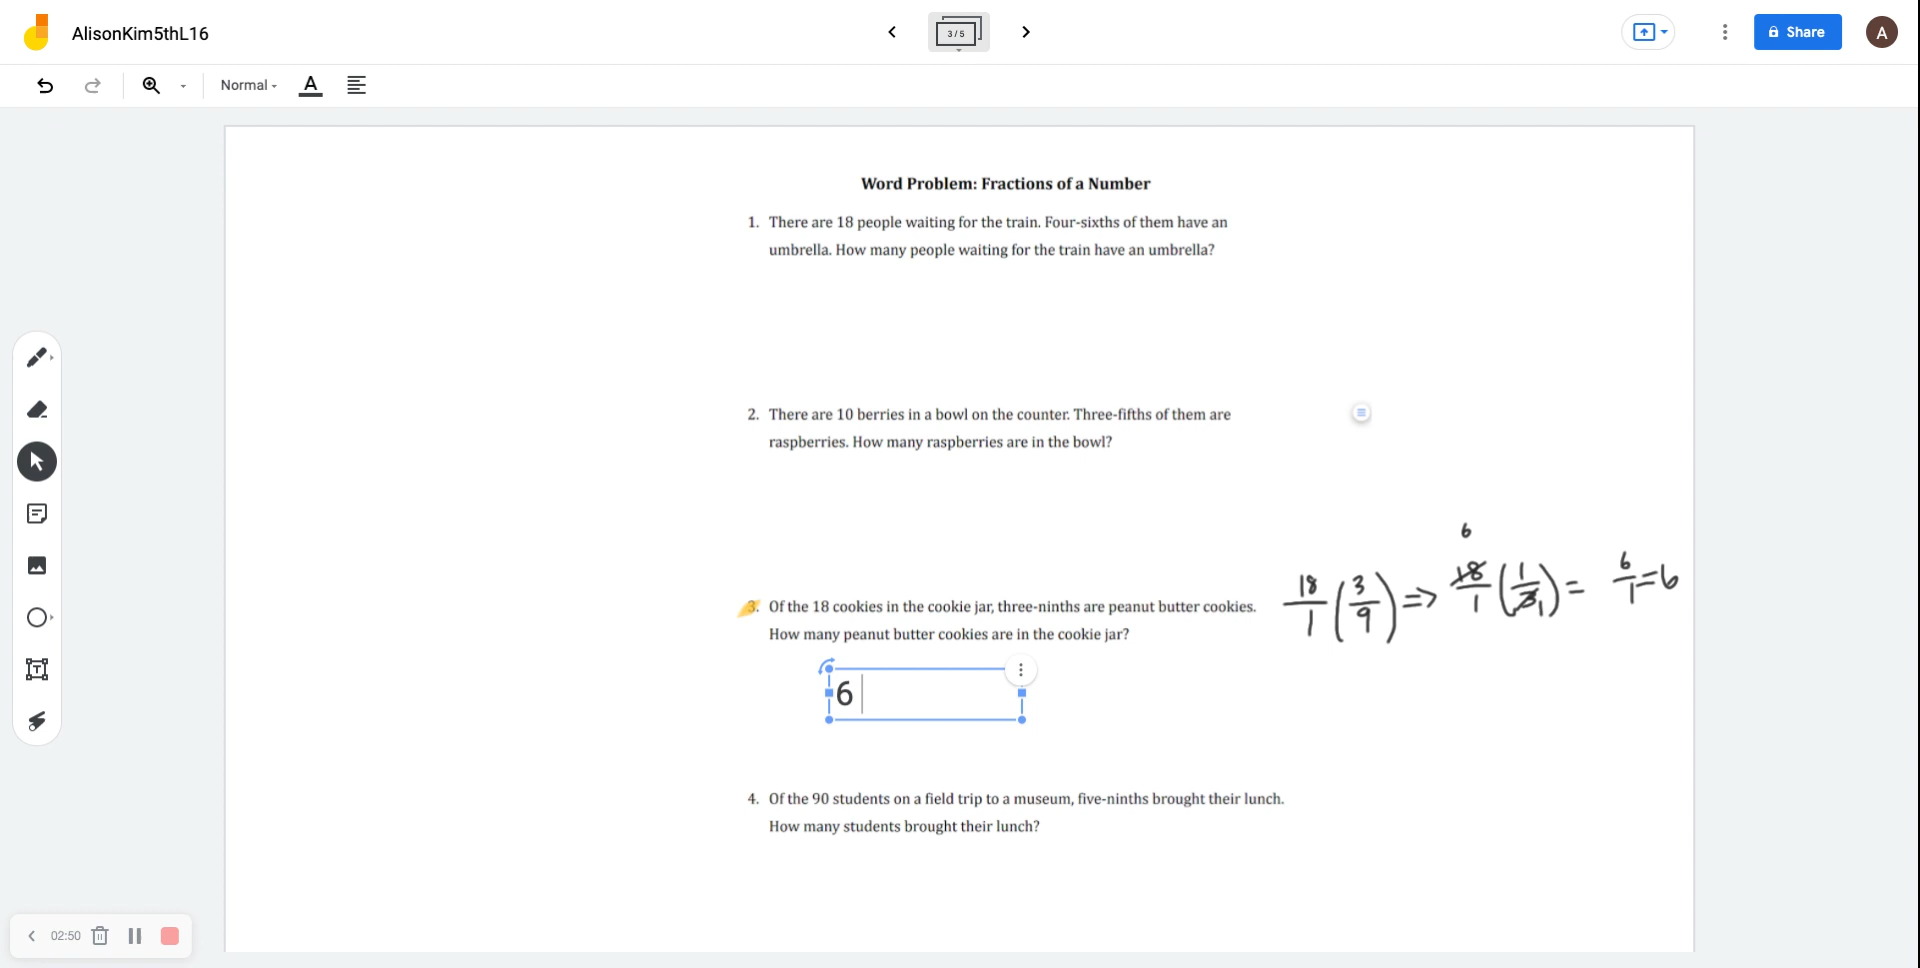 AlisonKim5thL16
3 / 5
Share
A
Normal
A
Word Problem: Fractions of a Number
1. There are 18 people waiting for the train. Four-sixths of them have an
umbrella. How many people waiting for the train have an umbrella?
2. There are 10 berries in a bowl on the counter. Three-fifths of them are
raspberries. How many raspberries are in the bowl?
3. Of the 18 cookies in the cookie jar, three-ninths are peanut butter cookies.
How many peanut butter cookies are in the cookie jar?
18/1 (3/9) => 6 18/1 (1/3 1) = 6/1 = 6
6
4. Of the 90 students on a field trip to a museum, five-ninths brought their lunch.
How many students brought their lunch?
02:50